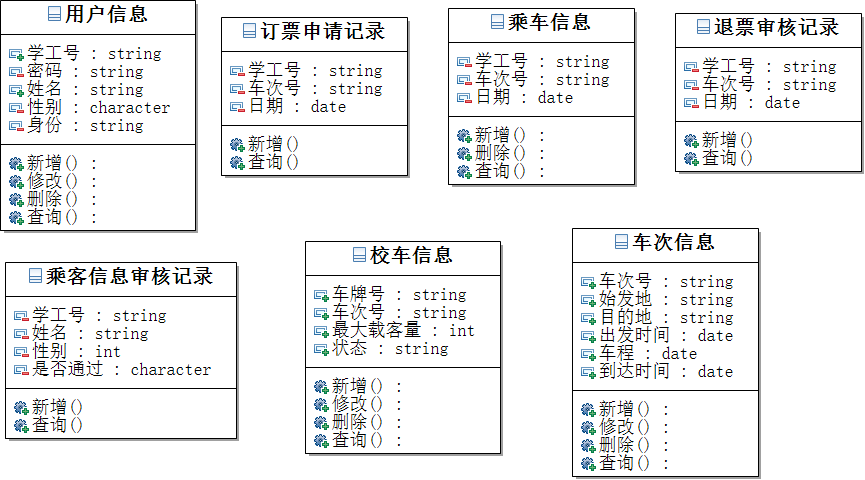 用户信息
学工号 : string
密码 : string
姓名 : string
性别 : character
身份 : string
新增() :
修改() :
删除() :
查询() :
订票申请记录
学工号 : string
车次号 : string
日期 : date
新增()
查询()
乘车信息
学工号 : string
车次号 : string
日期 : date
新增() :
删除() :
查询() :
退票审核记录
学工号 : string
车次号 : string
日期 : date
新增()
查询()
乘客信息审核记录
学工号 : string
姓名 : string
性别 : int
是否通过 : character
新增()
查询()
校车信息
车牌号 : string
车次号 : string
最大载客量 : int
状态 : string
新增() :
修改() :
删除() :
查询() :
车次信息
车次号 : string
始发地 : string
目的地 : string
出发时间 : date
车程 : date
到达时间 : date
新增() :
修改() :
删除() :
查询() :